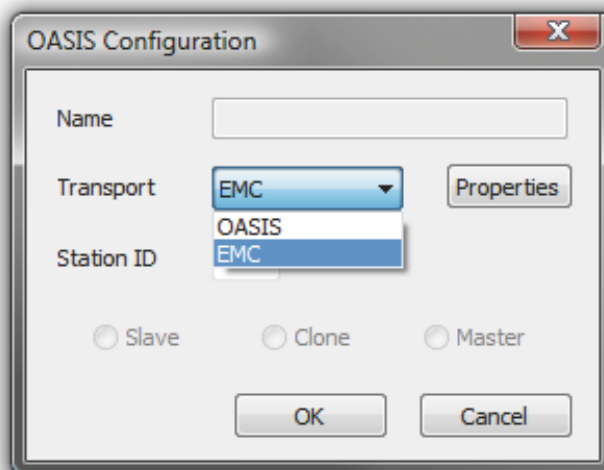 OASIS Configuration
Name
Transport EMC Properties
OASIS
Station ID EMC
Slave Clone Master
OK Cancel